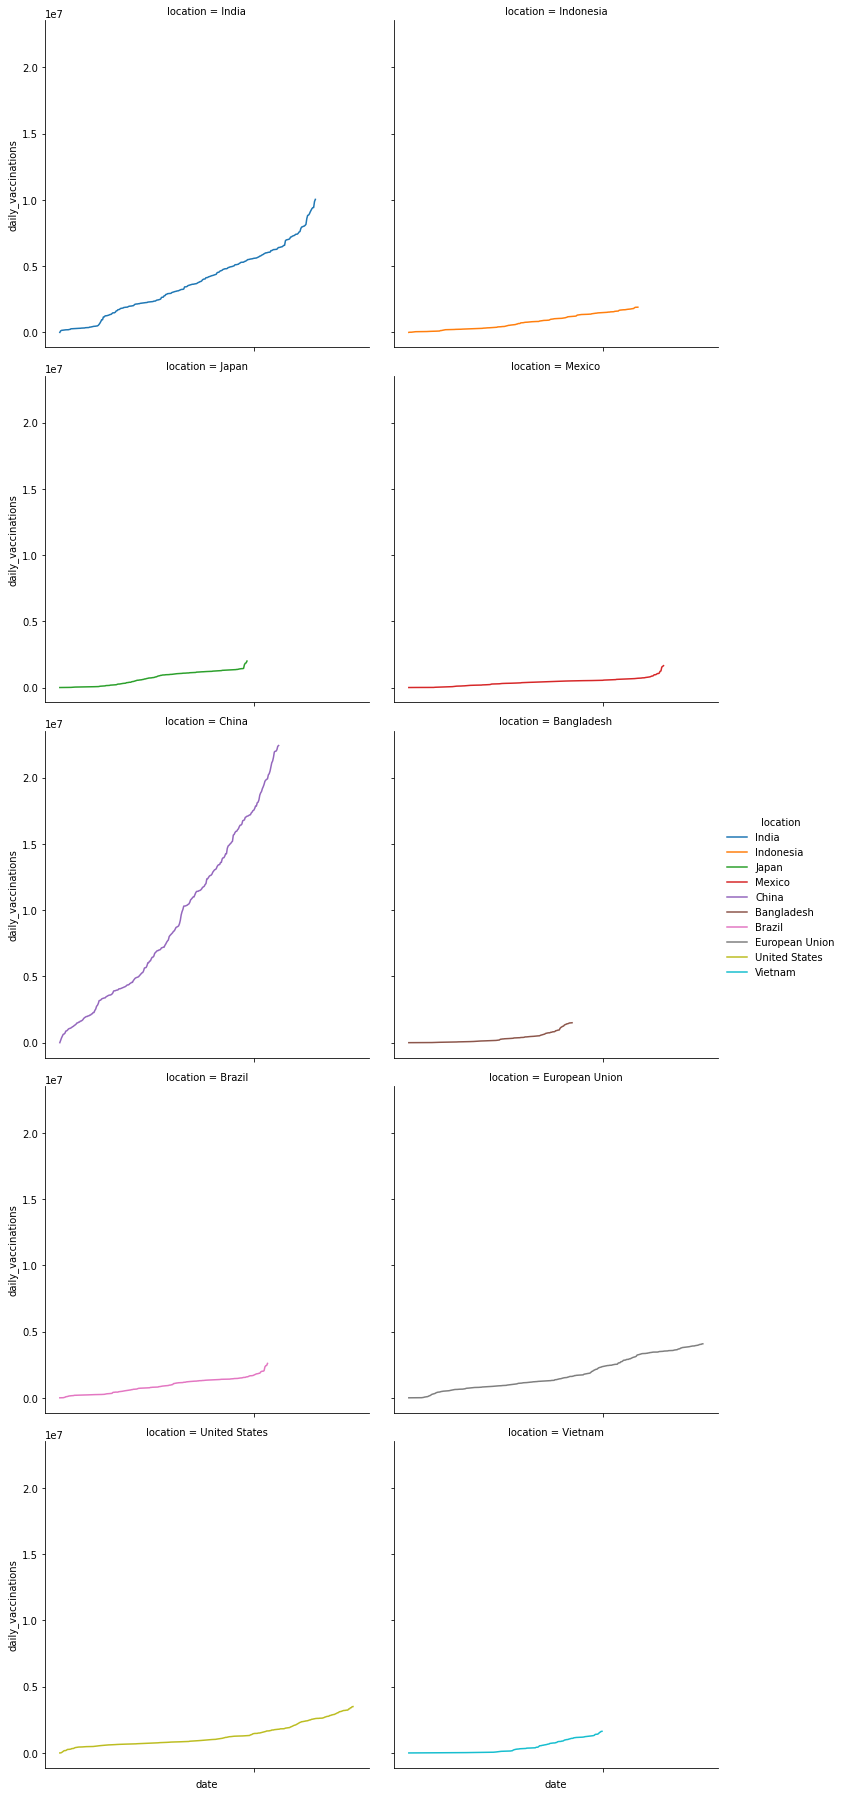 1e7
location = India
location = Indonesia
2.0
1.5
1.0
0.5
0.0
daily_vaccinations
1e7
location = Japan
location = Mexico
2.0
1.5
1.0
0.5
0.0
daily_vaccinations
1e7
location = China
location = Bangladesh
2.0
1.5
1.0
0.5
0.0
daily_vaccinations
location
India
Indonesia
Japan
Mexico
China
Bangladesh
Brazil
European Union
United States
Vietnam
1e7
location = Brazil
location = European Union
2.0
1.5
1.0
0.5
0.0
daily_vaccinations
1e7
location = United States
location = Vietnam
2.0
1.5
1.0
0.5
0.0
daily_vaccinations
date
date